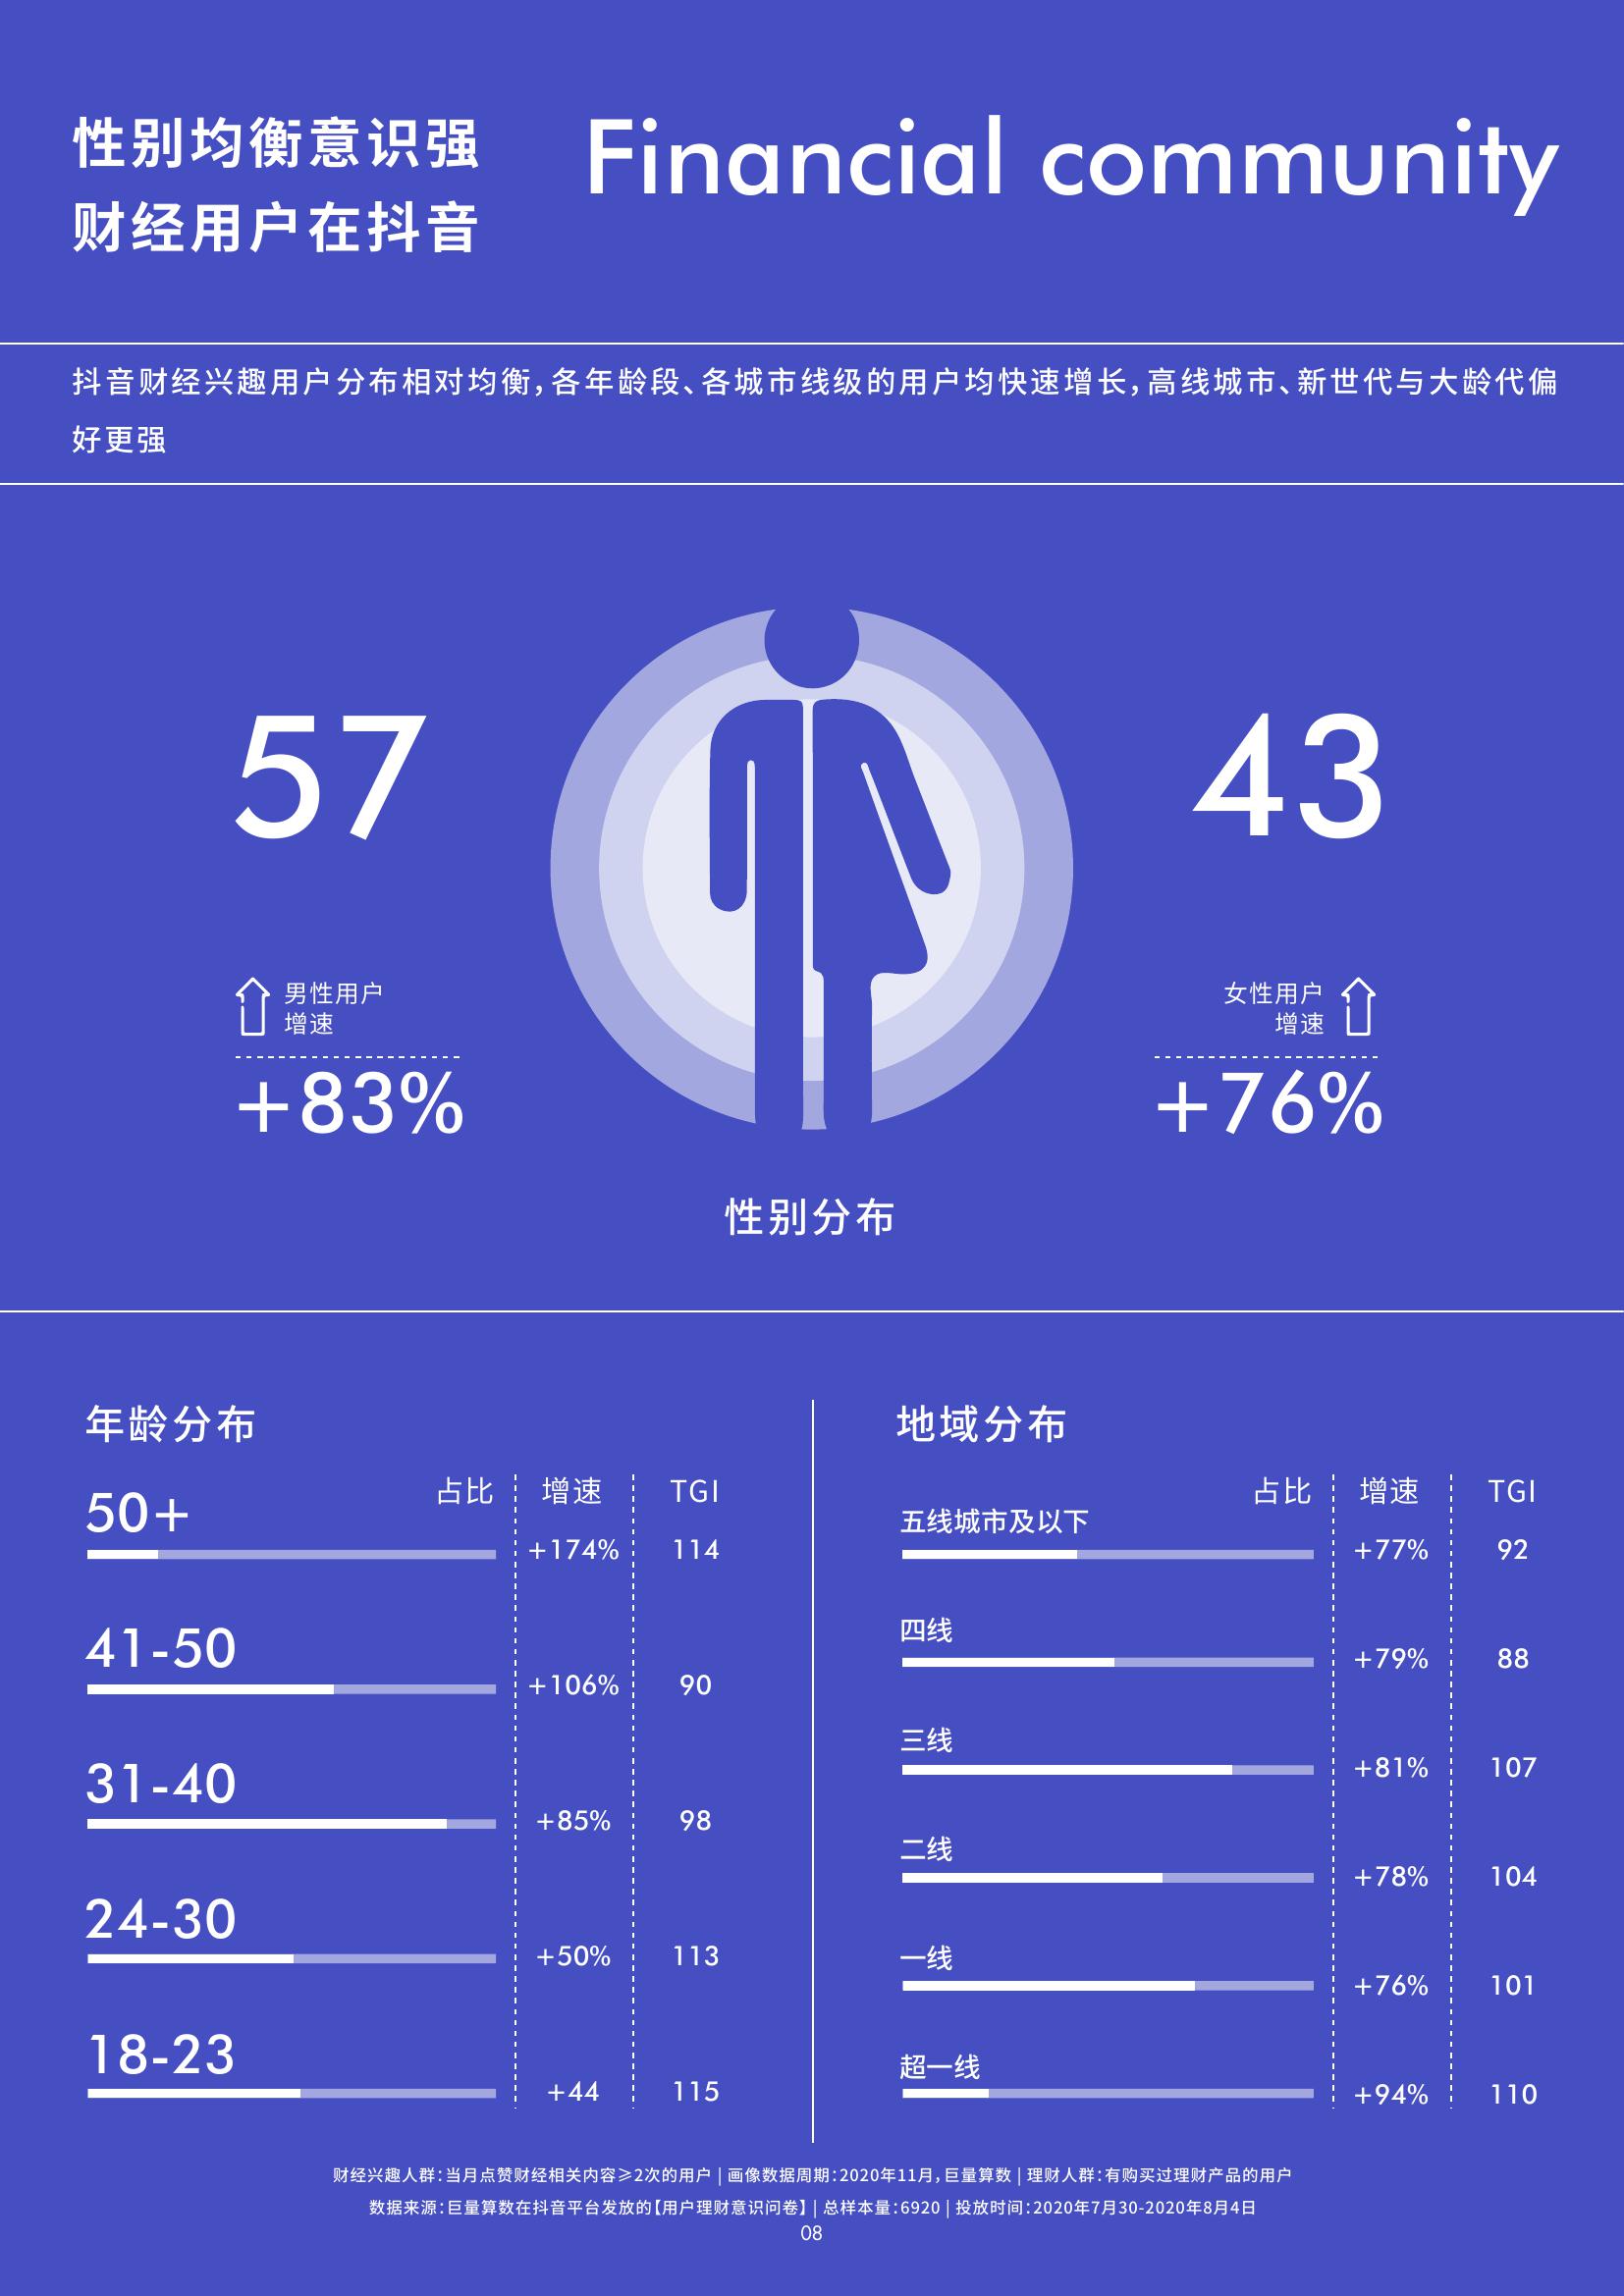 性别均衡意识强
财经用户在抖音
Financial community
抖音财经兴趣用户分布相对均衡，各年龄段、各城市线级的用户均快速增长，高线城市、新世代与大龄代偏
好更强
57
43
男性用户
增速
+83%
女性用户
增速
+76%
性别分布
年龄分布
占比 增速 TGI
50+
+174% 114
41-50
+106% 90
31-40
+85% 98
24-30
+50% 113
18-23
+44 115
地域分布
占比 增速 TGI
五线城市及以下
+77% 92
四线
+79% 88
三线
+81% 107
二线
+78% 104
一线
+76% 101
超一线
+94% 110
财经兴趣人群：当月点赞财经相关内容≥2次的用户 | 画像数据周期：2020年11月，巨量算数 | 理财人群：有购买过理财产品的用户
数据来源：巨量算数在抖音平台发放的【用户理财意识问卷】 | 总样本量：6920 | 投放时间：2020年7月30-2020年8月4日
08